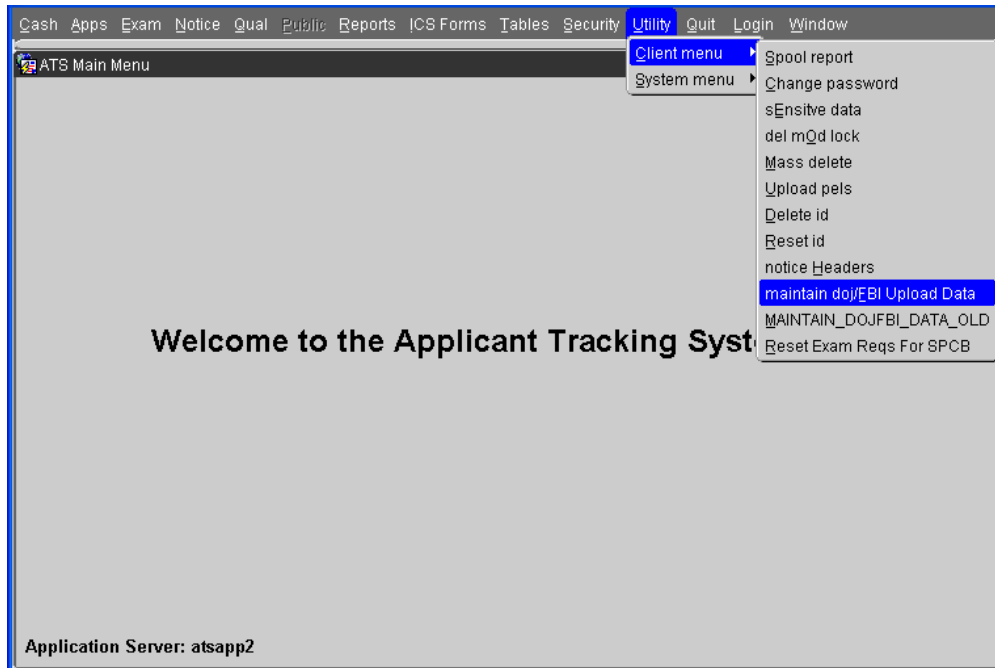 Cash Apps Exam Notice Qual Public Reports ICS Forms Tables Security Utility Quit Login Window
ATS Main Menu
Client menu
System menu
Spool report
Change password
sEnsitve data
del mOd lock
Mass delete
Upload pels
Delete id
Reset id
notice Headers
maintain doj/FBI Upload Data
MAINTAIN_DOJFBI_DATA_OLD
Reset Exam Reqs For SPCB
Welcome to the Applicant Tracking Syst
Application Server: atsapp2